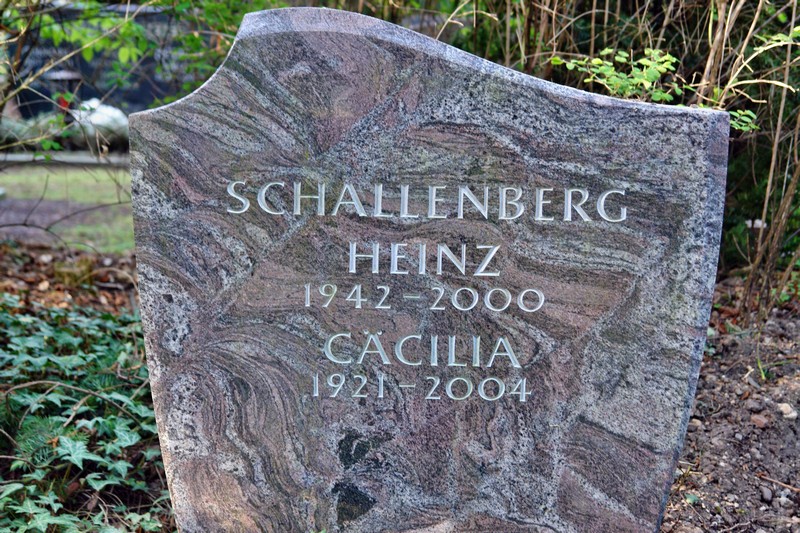 SCHALLENBERG
HEINZ
1942–2000
CÄCILIA
1921–2004